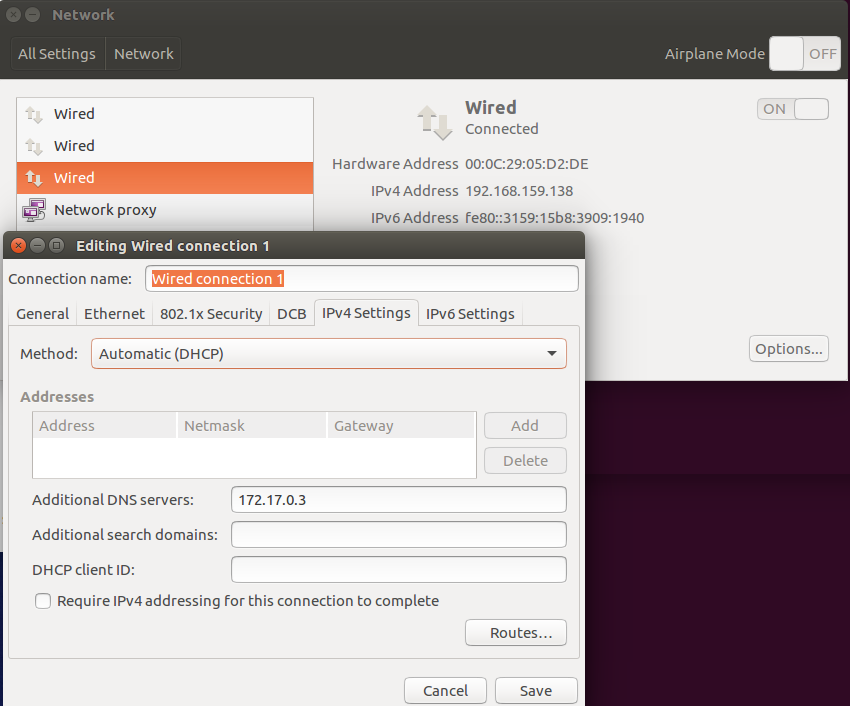 Network
All Settings Network Airplane Mode OFF
Wired
Wired
Wired
Network proxy
Wired
Connected
ON
Hardware Address 00:0C:29:05:D2:DE
IPv4 Address 192.168.159.138
IPv6 Address fe80::3159:15b8:3909:1940
Options...
Editing Wired connection 1
Connection name: Wired connection 1
General Ethernet 802.1x Security DCB IPv4 Settings IPv6 Settings
Method: Automatic (DHCP)
Addresses
Address Netmask Gateway Add
Delete
Additional DNS servers: 172.17.0.3
Additional search domains:
DHCP client ID:
Require IPv4 addressing for this connection to complete
Routes…
Cancel Save